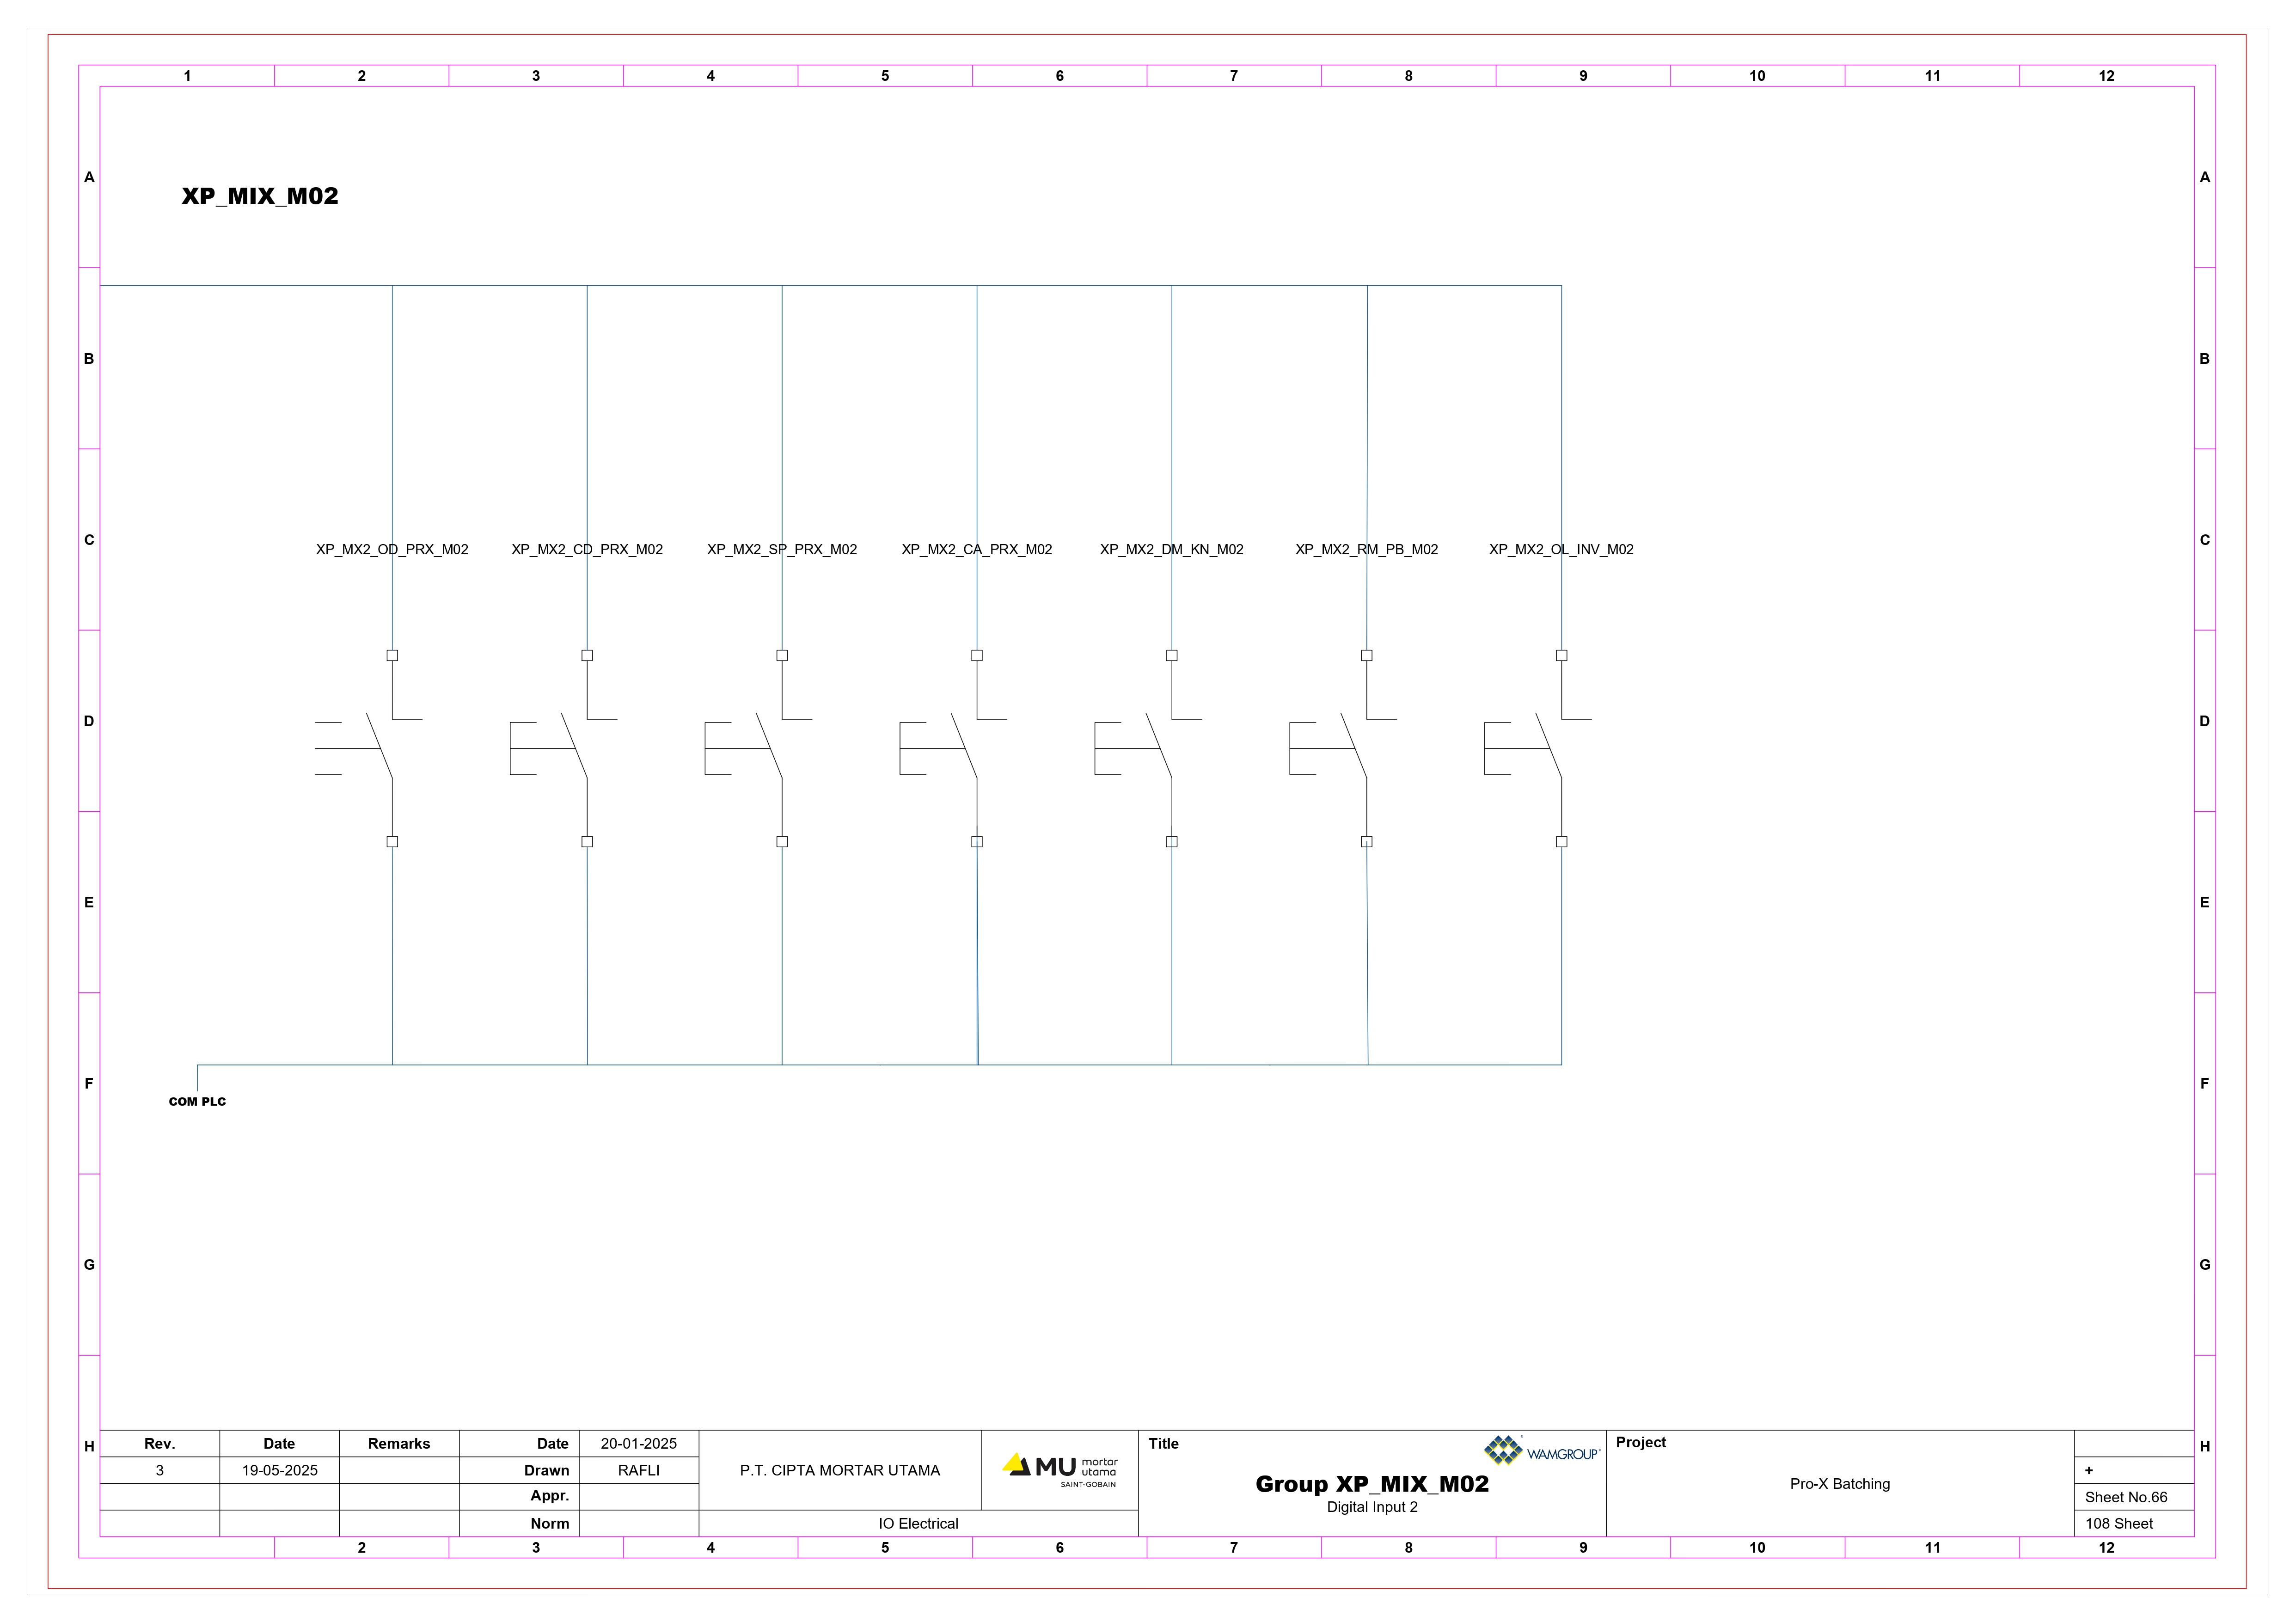 1 2 3 4 5 6 7 8 9 10 11 12
A A
XP_MIX_M02
B B
C C
XP_MX2_OD_PRX_M02 XP_MX2_CD_PRX_M02 XP_MX2_SP_PRX_M02 XP_MX2_CA_PRX_M02 XP_MX2_DM_KN_M02 XP_MX2_RM_PB_M02 XP_MX2_OL_INV_M02
D D
E E
F F
COM PLC
G G
H H
Rev. Date Remarks Date 20-01-2025
3 19-05-2025 Drawn RAFLI
Appr.
Norm
P.T. CIPTA MORTAR UTAMA
MU mortar
utama
SAINT-GOBAIN
IO Electrical
Title
WAMGROUP®
Group XP_MIX_M02
Digital Input 2
Project
Pro-X Batching
+
Sheet No.66
108 Sheet
2 3 4 5 6 7 8 9 10 11 12